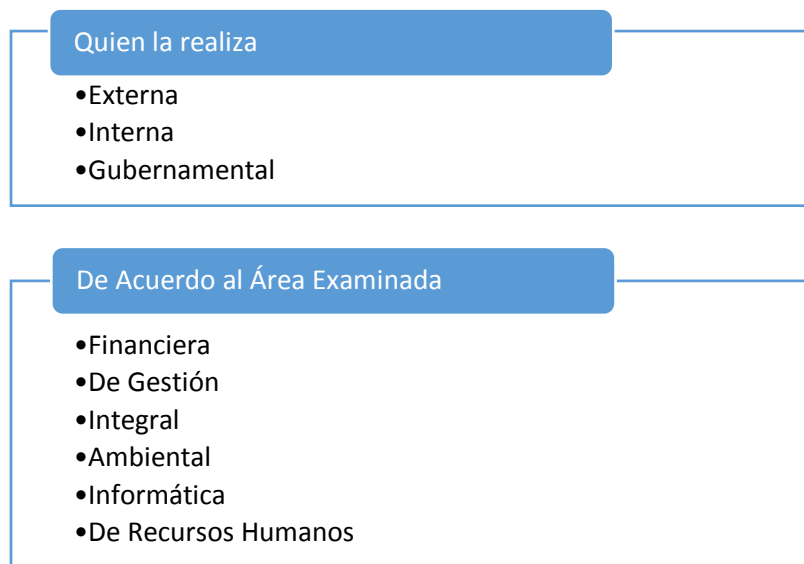 Quien la realiza
•Externa
•Interna
•Gubernamental
De Acuerdo al Área Examinada
•Financiera
•De Gestión
•Integral
•Ambiental
•Informática
•De Recursos Humanos